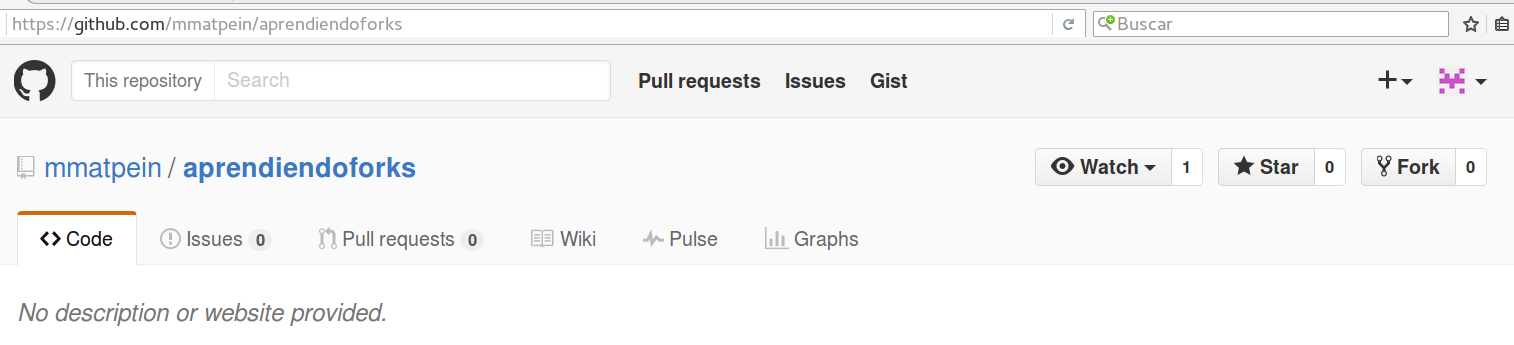 https://github.com/mmatpein/aprendiendoforks Buscar
This repository Search Pull requests Issues Gist
mmatpein / aprendiendoforks Watch 1 Star 0 Fork 0
Code Issues 0 Pull requests 0 Wiki Pulse Graphs
No description or website provided.